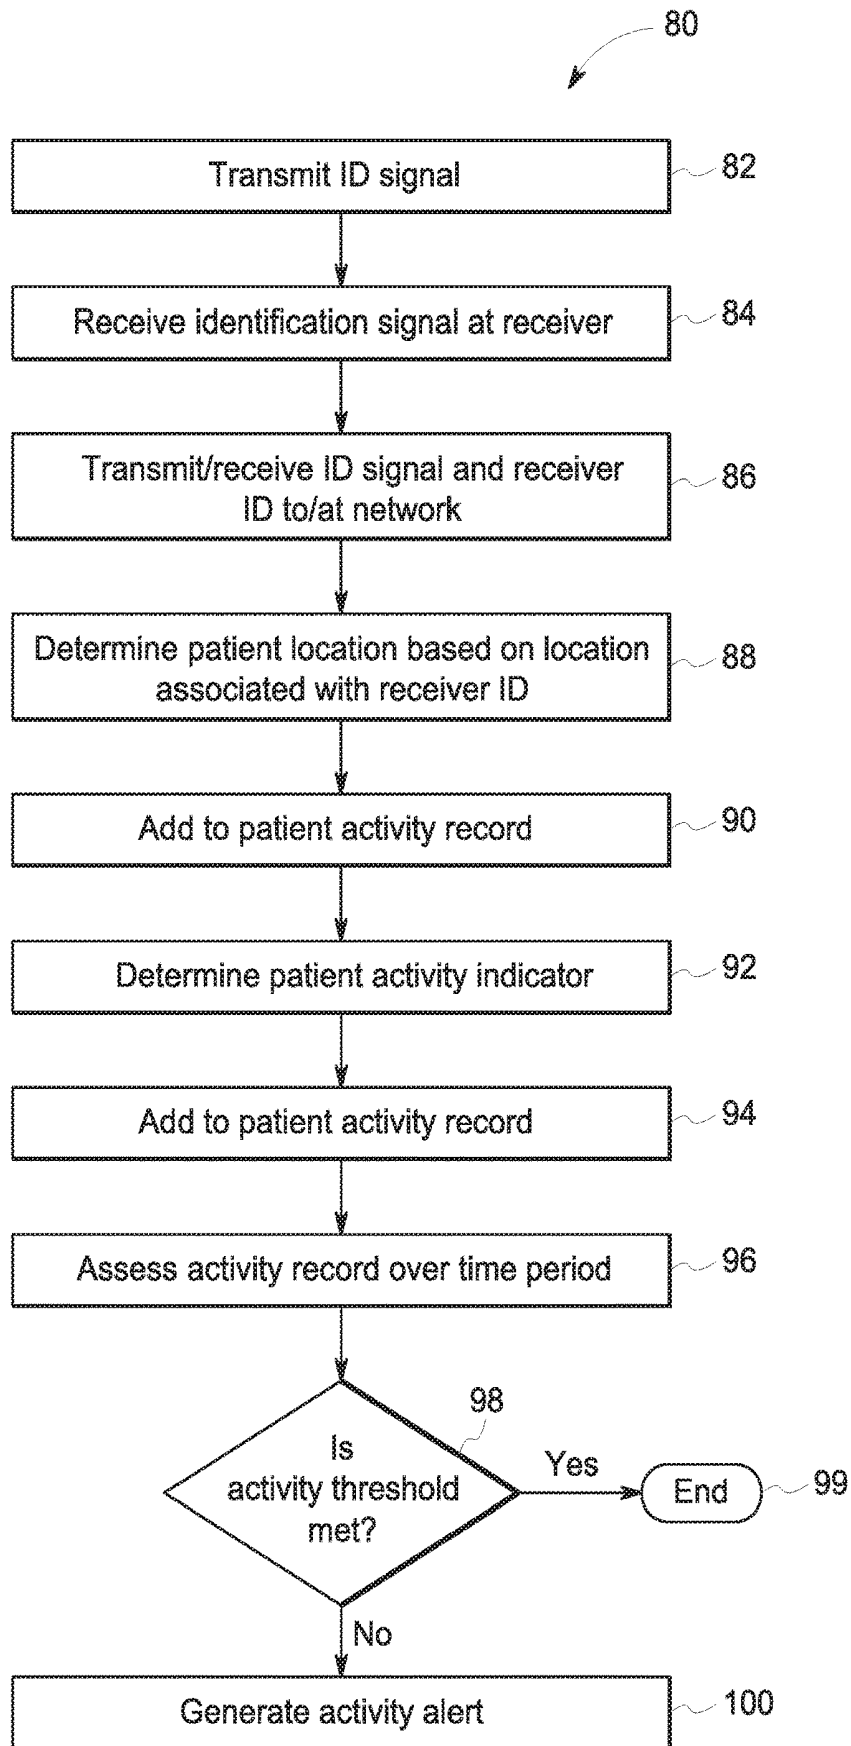 80
Transmit ID signal
82
Receive identification signal at receiver
84
Transmit/receive ID signal and receiver
ID to/at network
86
Determine patient location based on location
associated with receiver ID
88
Add to patient activity record
90
Determine patient activity indicator
92
Add to patient activity record
94
Assess activity record over time period
96
98
Is
activity threshold
met?
Yes
End
99
No
Generate activity alert
100